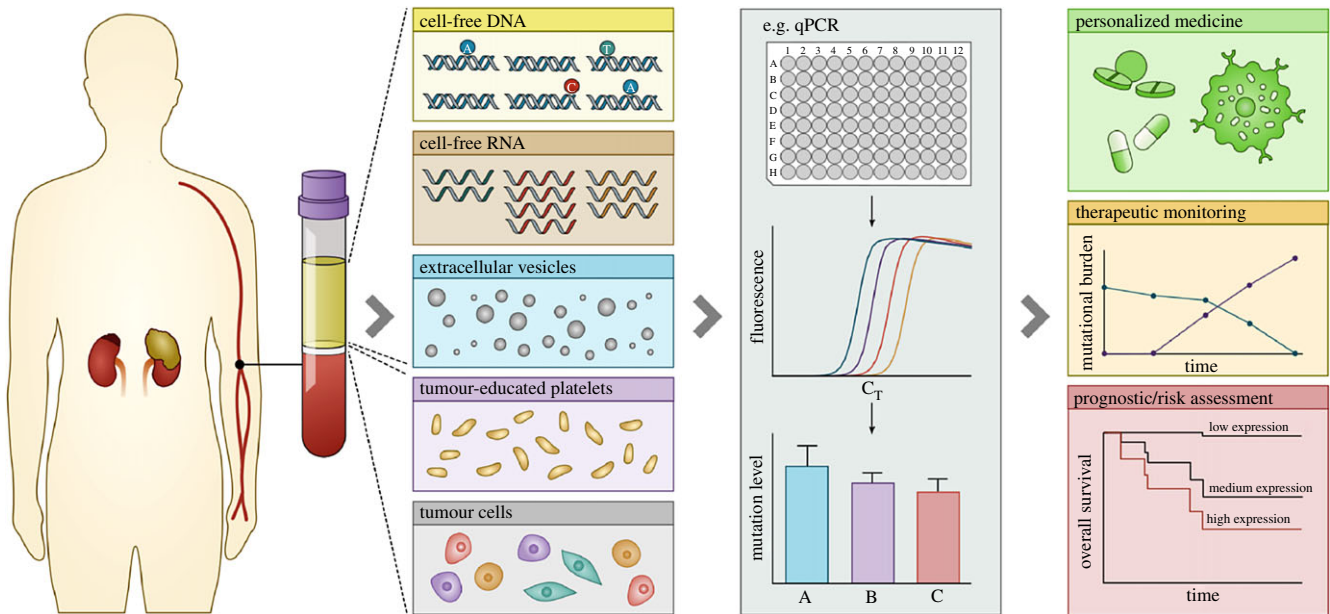 cell-free DNA
A
T
C
A
cell-free RNA
extracellular vesicles
tumour-educated platelets
tumour cells
e.g. qPCR
1 2 3 4 5 6 7 8 9 10 11 12
A
B
C
D
E
F
G
H
fluorescence
CT
mutation level
A B C
personalized medicine
therapeutic monitoring
mutational burden
time
prognostic/risk assessment
low expression
medium expression
high expression
overall survival
time